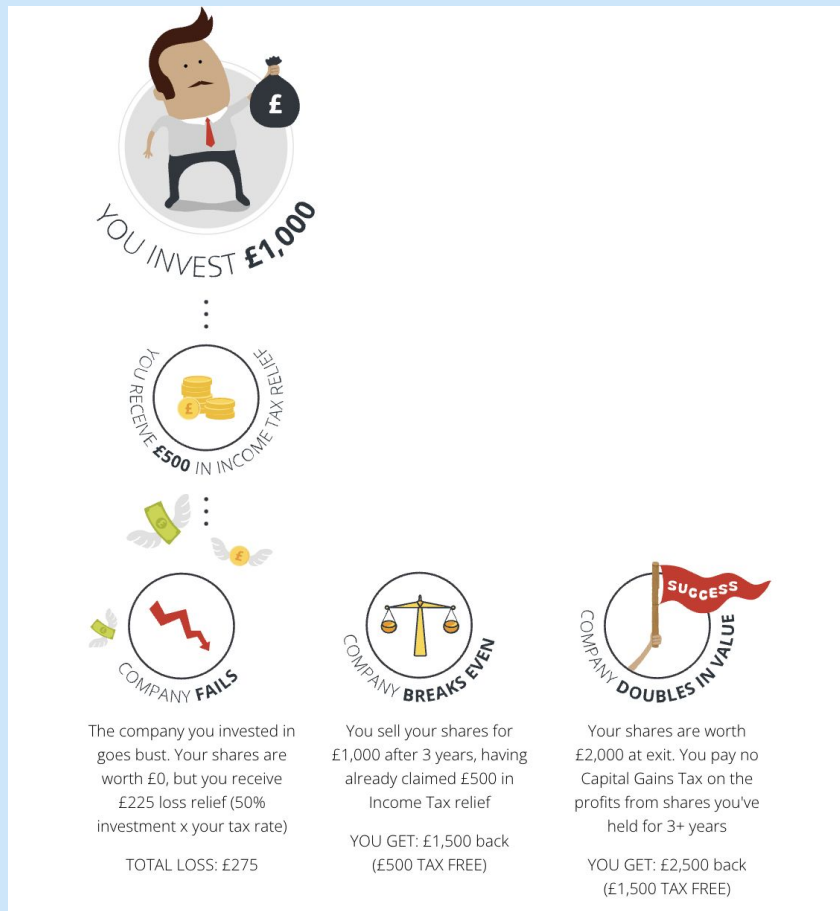 £
YOU INVEST £1,000
YOU RECEIVE £500 IN INCOME TAX RELIEF
£
£
£
COMPANY FAILS
The company you invested in
goes bust. Your shares are
worth £0, but you receive
£225 loss relief (50%
investment x your tax rate)
TOTAL LOSS: £275
COMPANY BREAKS EVEN
You sell your shares for
£1,000 after 3 years, having
already claimed £500 in
Income Tax relief
YOU GET: £1,500 back
(£500 TAX FREE)
SUCCESS
COMPANY DOUBLES IN VALUE
Your shares are worth
£2,000 at exit. You pay no
Capital Gains Tax on the
profits from shares you've
held for 3+ years
YOU GET: £2,500 back
(£1,500 TAX FREE)